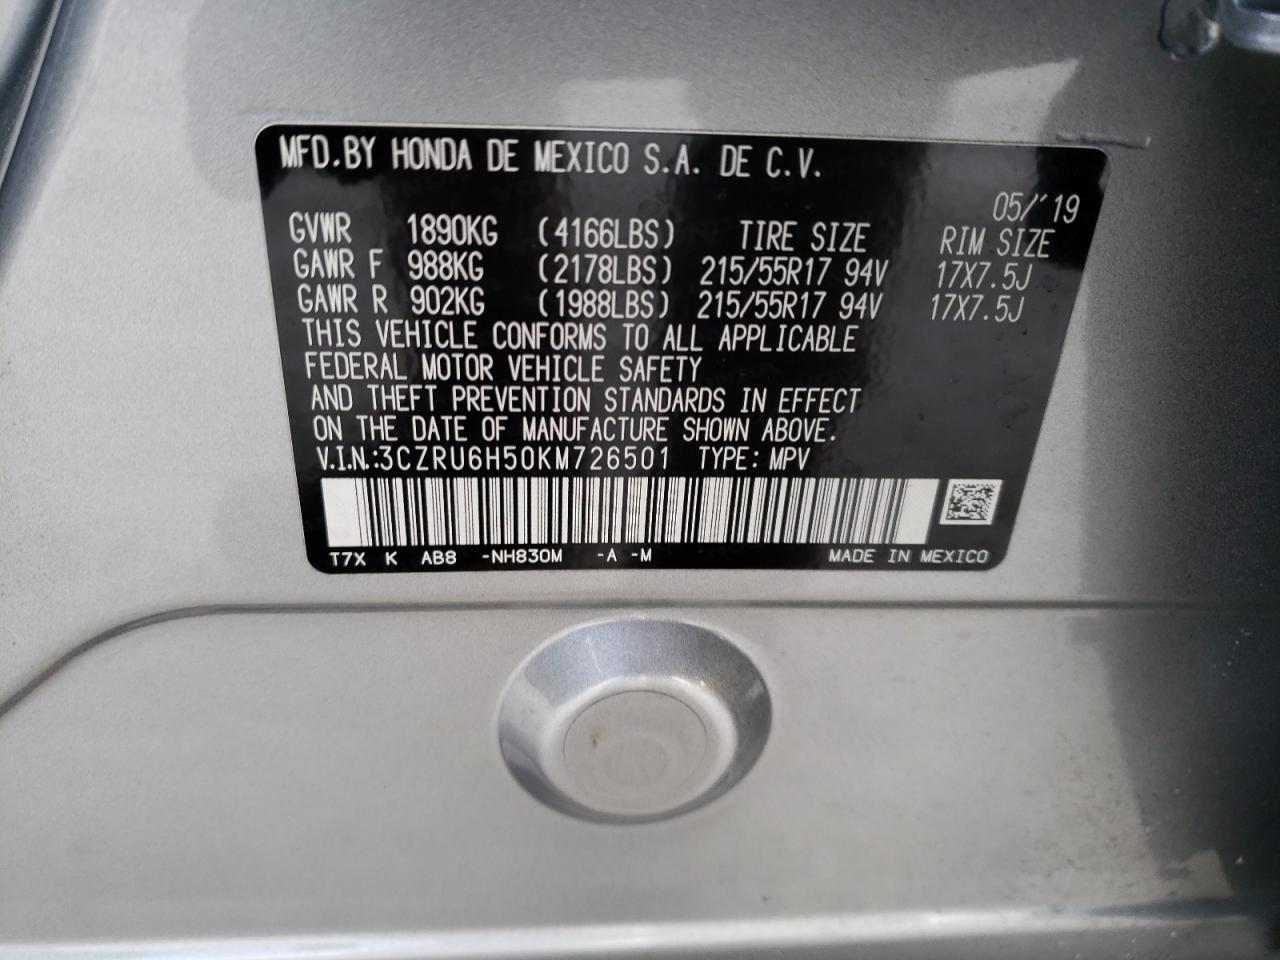 MFD.BY HONDA DE MEXICO S.A. DE C.V.
05/'19
GVWR 1890KG (4166LBS) TIRE SIZE RIM SIZE
GAWR F 988KG (2178LBS) 215/55R17 94V 17X7.5J
GAWR R 902KG (1988LBS) 215/55R17 94V 17X7.5J
THIS VEHICLE CONFORMS TO ALL APPLICABLE
FEDERAL MOTOR VEHICLE SAFETY
AND THEFT PREVENTION STANDARDS IN EFFECT
ON THE DATE OF MANUFACTURE SHOWN ABOVE.
V.I.N.:3CZRU6H50KM726501 TYPE: MPV
T7X K AB8 -NH830M -A -M MADE IN MEXICO